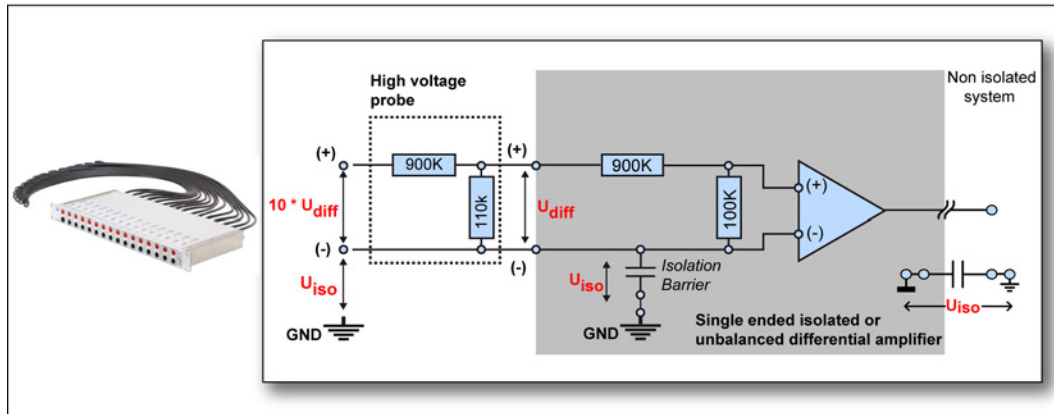 Non isolated
system
High voltage
probe
(+)
900K
(+)
900K
110k
100K
(+)
(-)
10 * Udiff
Udiff
(-)
(-)
Uiso
Uiso
Isolation
Barrier
Uiso
GND
GND
Single ended isolated or
unbalanced differential amplifier